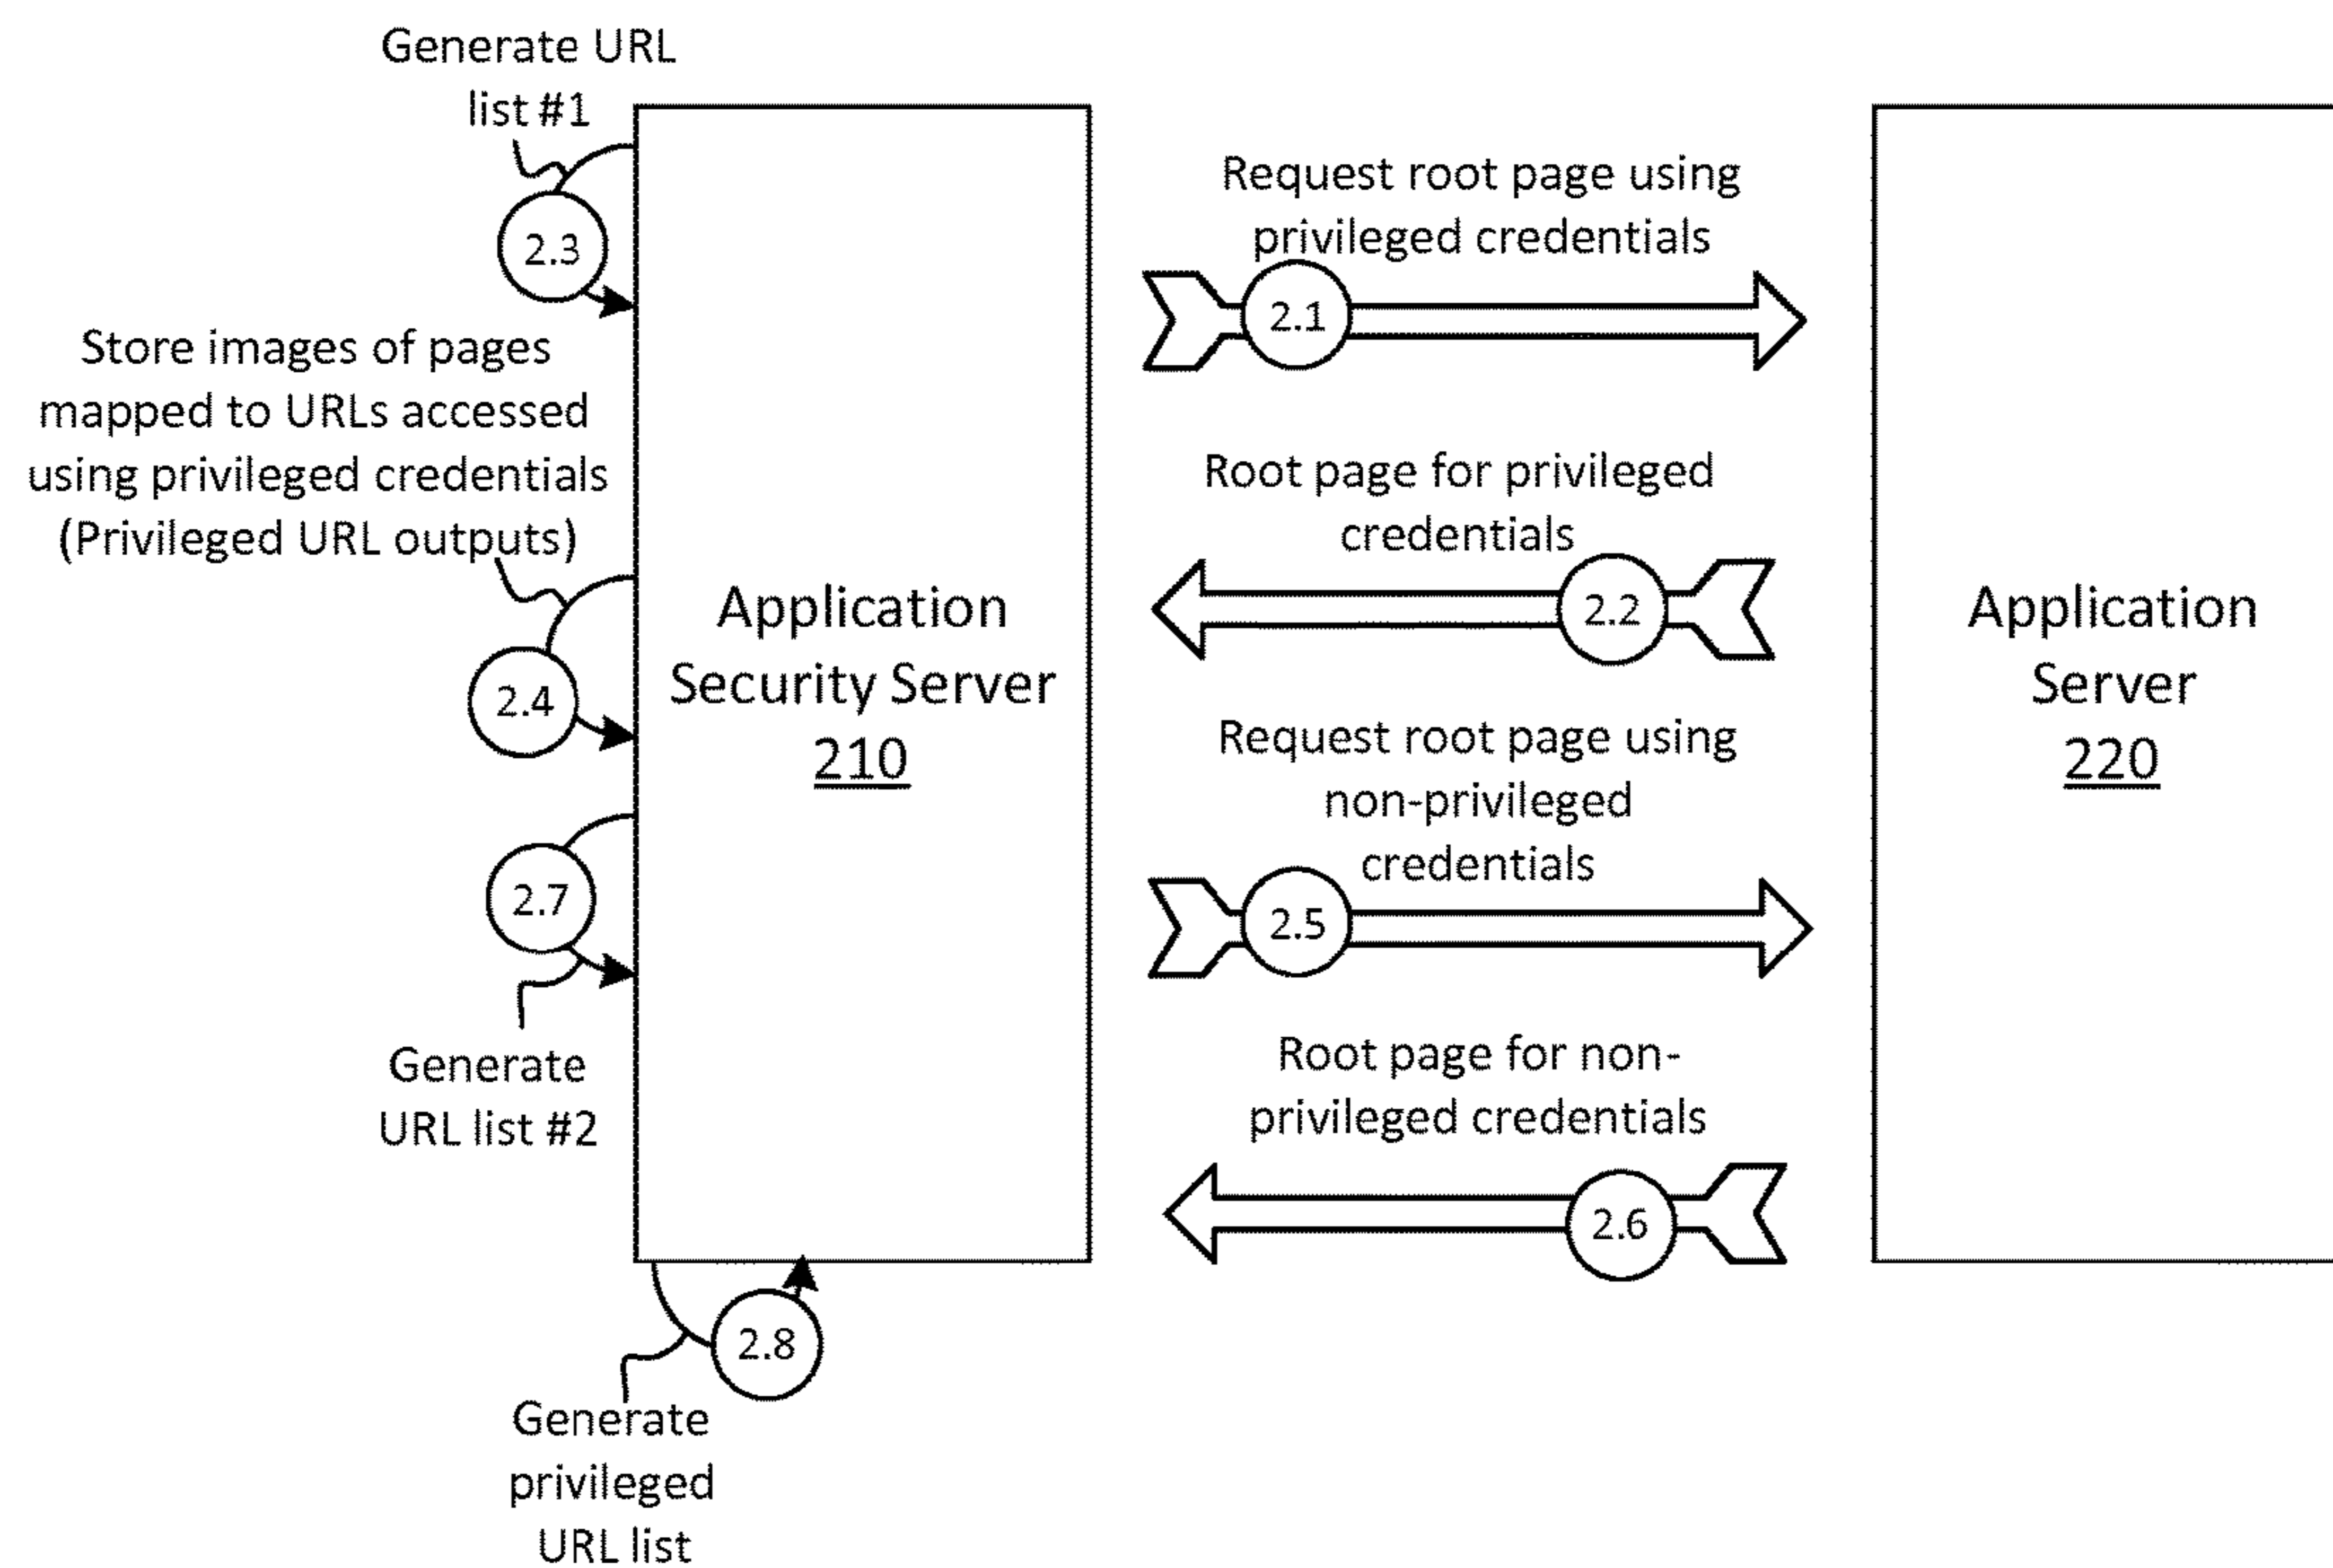 Generate URL
list #1
2.3
Store images of pages
mapped to URLs accessed
using privileged credentials
(Privileged URL outputs)
2.4
2.7
Generate
URL list #2
Application
Security Server
210
2.8
Generate
privileged
URL list
Request root page using
privileged credentials
2.1
Root page for privileged
credentials
2.2
Request root page using
non-privileged
credentials
2.5
Root page for non-
privileged credentials
2.6
Application
Server
220